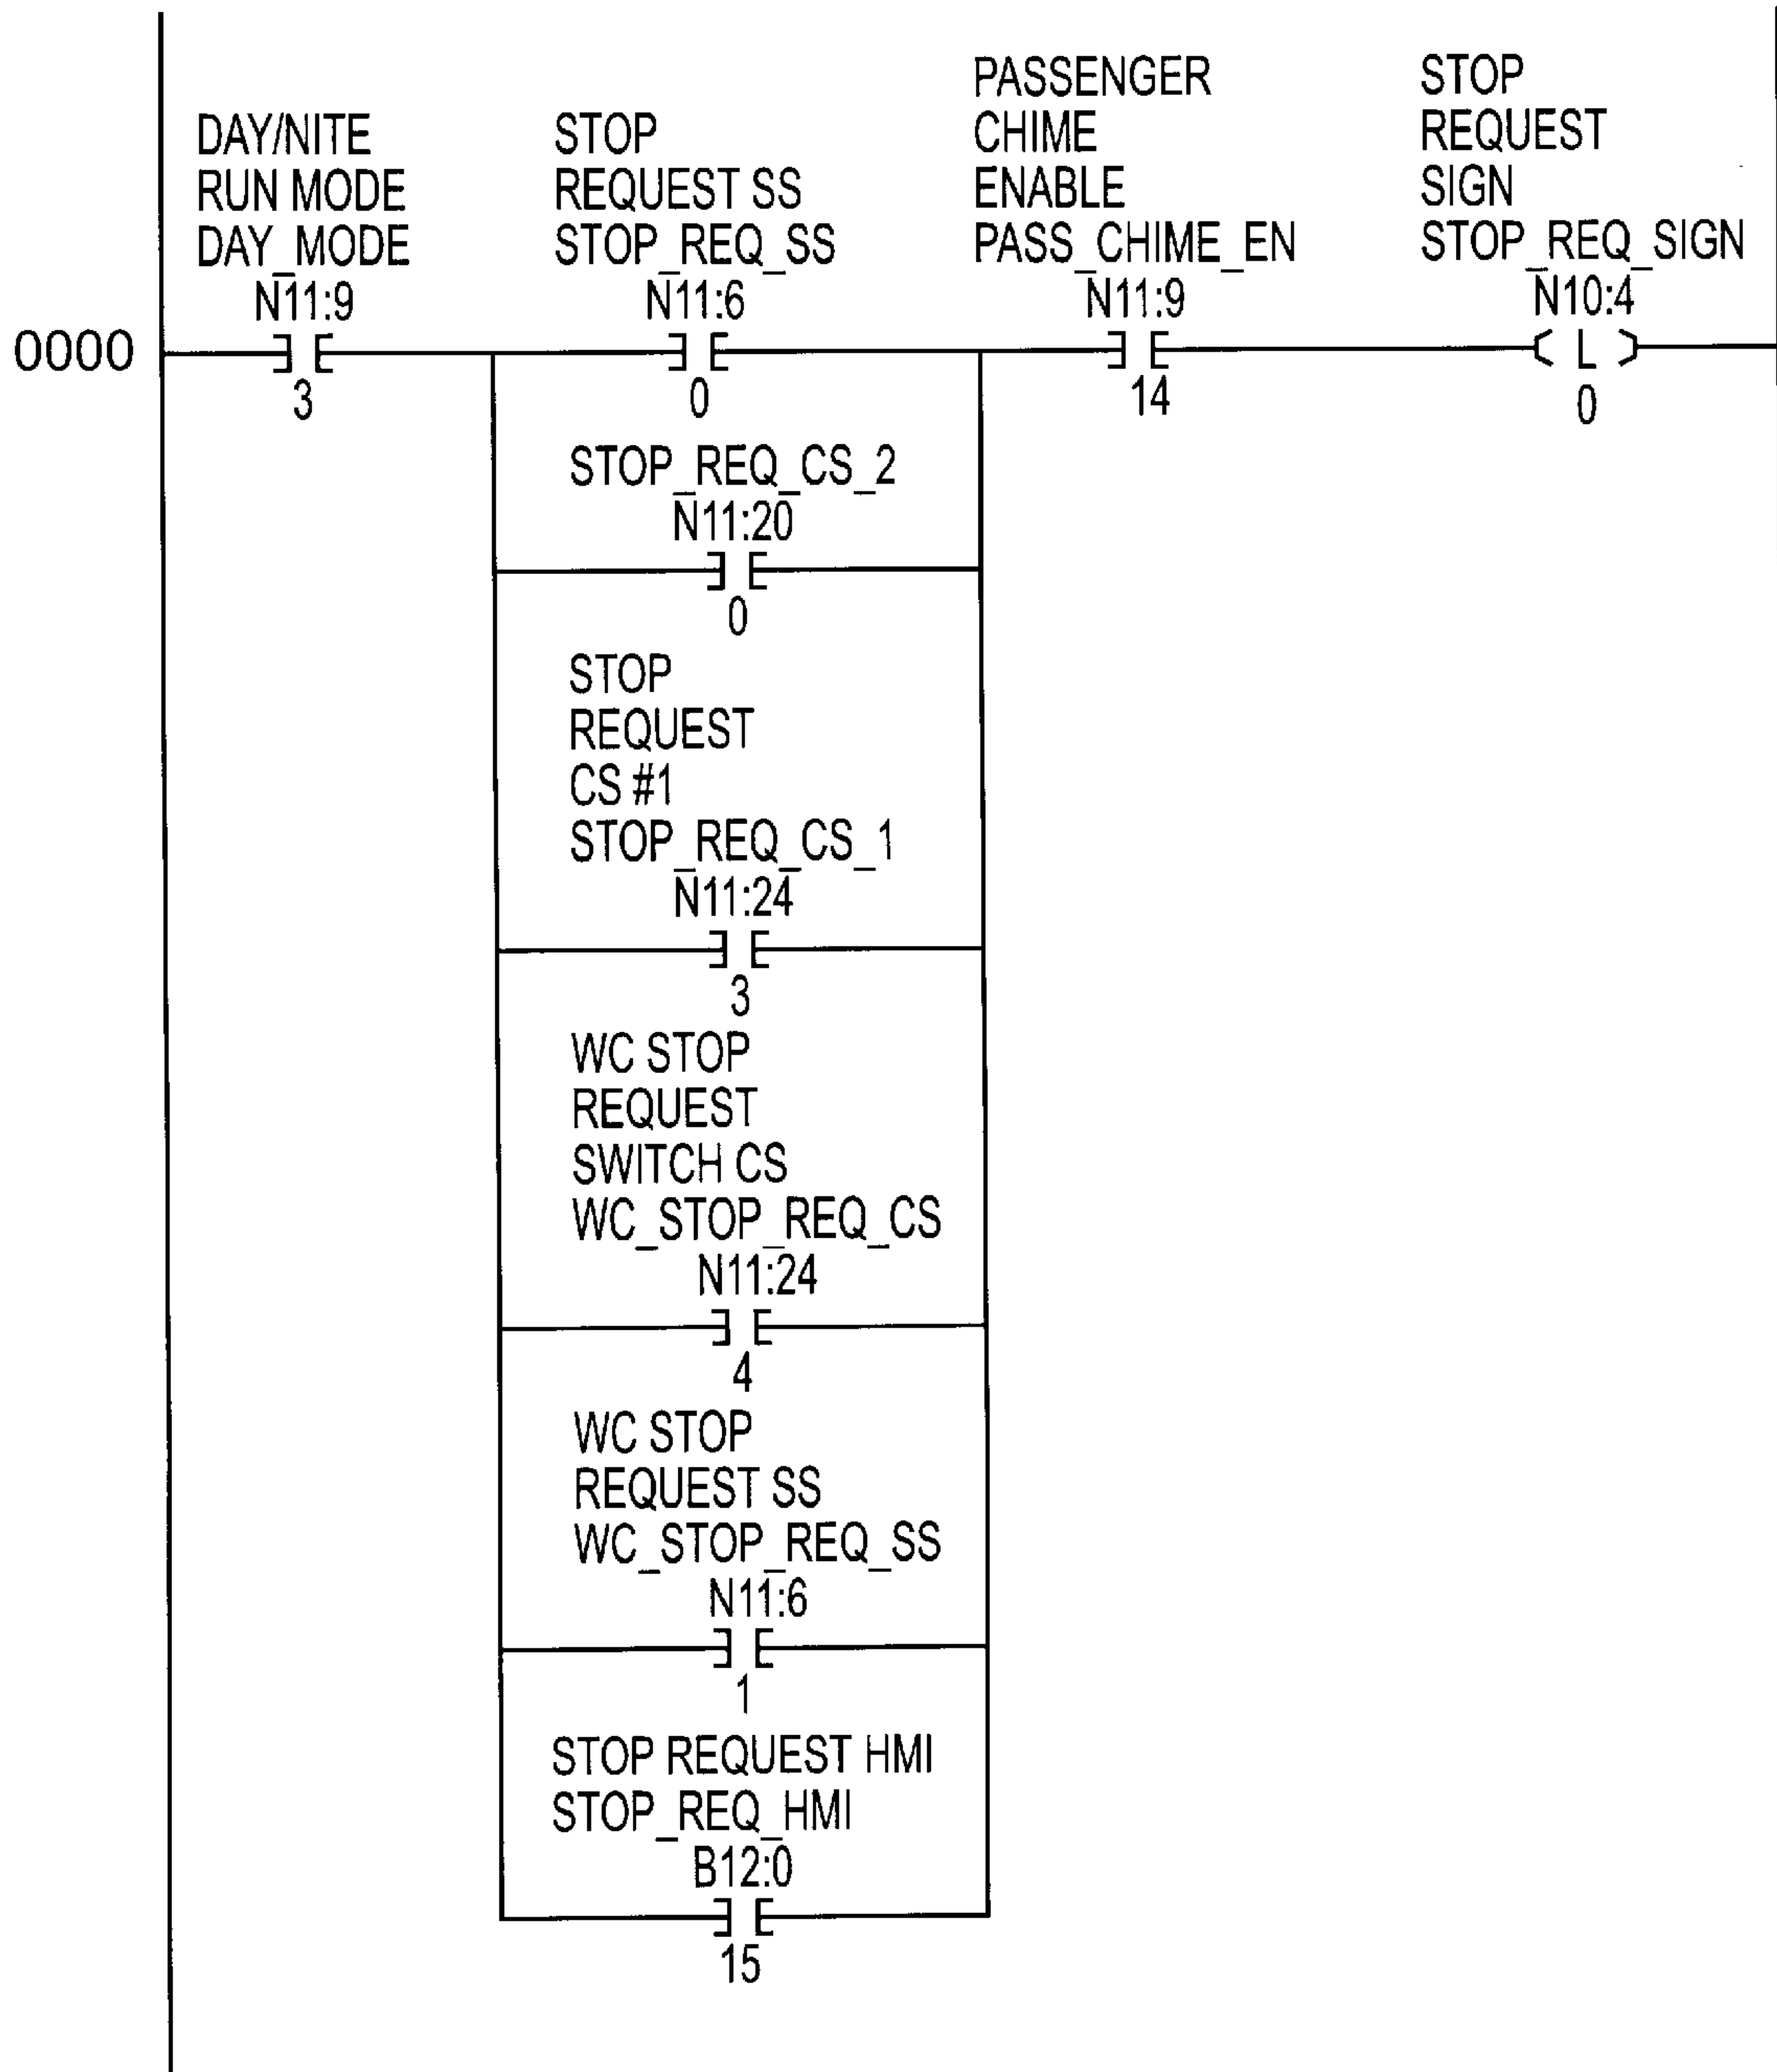 DAY/NITE
RUN MODE
DAY_MODE
N11:9
3
STOP
REQUEST SS
STOP_REQ_SS
N11:6
0
PASSENGER
CHIME
ENABLE
PASS_CHIME_EN
N11:9
14
STOP
REQUEST
SIGN
STOP_REQ_SIGN
N10:4
L
0
0000
STOP_REQ_CS_2
N11:20
0
STOP
REQUEST
CS #1
STOP_REQ_CS_1
N11:24
3
WC STOP
REQUEST
SWITCH CS
WC_STOP_REQ_CS
N11:24
4
WC STOP
REQUEST SS
WC_STOP_REQ_SS
N11:6
1
STOP REQUEST HMI
STOP_REQ_HMI
B12:0
15